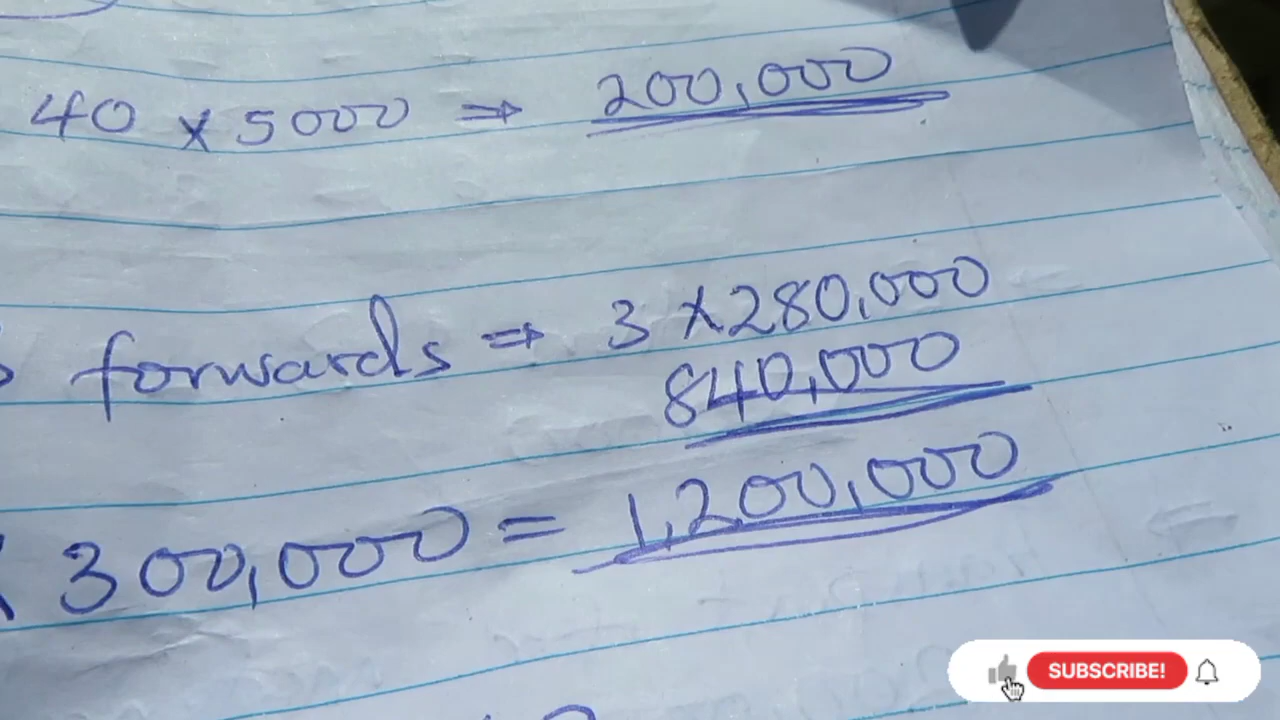 40 x 5000 ⇒ 200,000
forwards ⇒ 3 x 280,000
840,000
300,000 = 1,200,000
SUBSCRIBE!